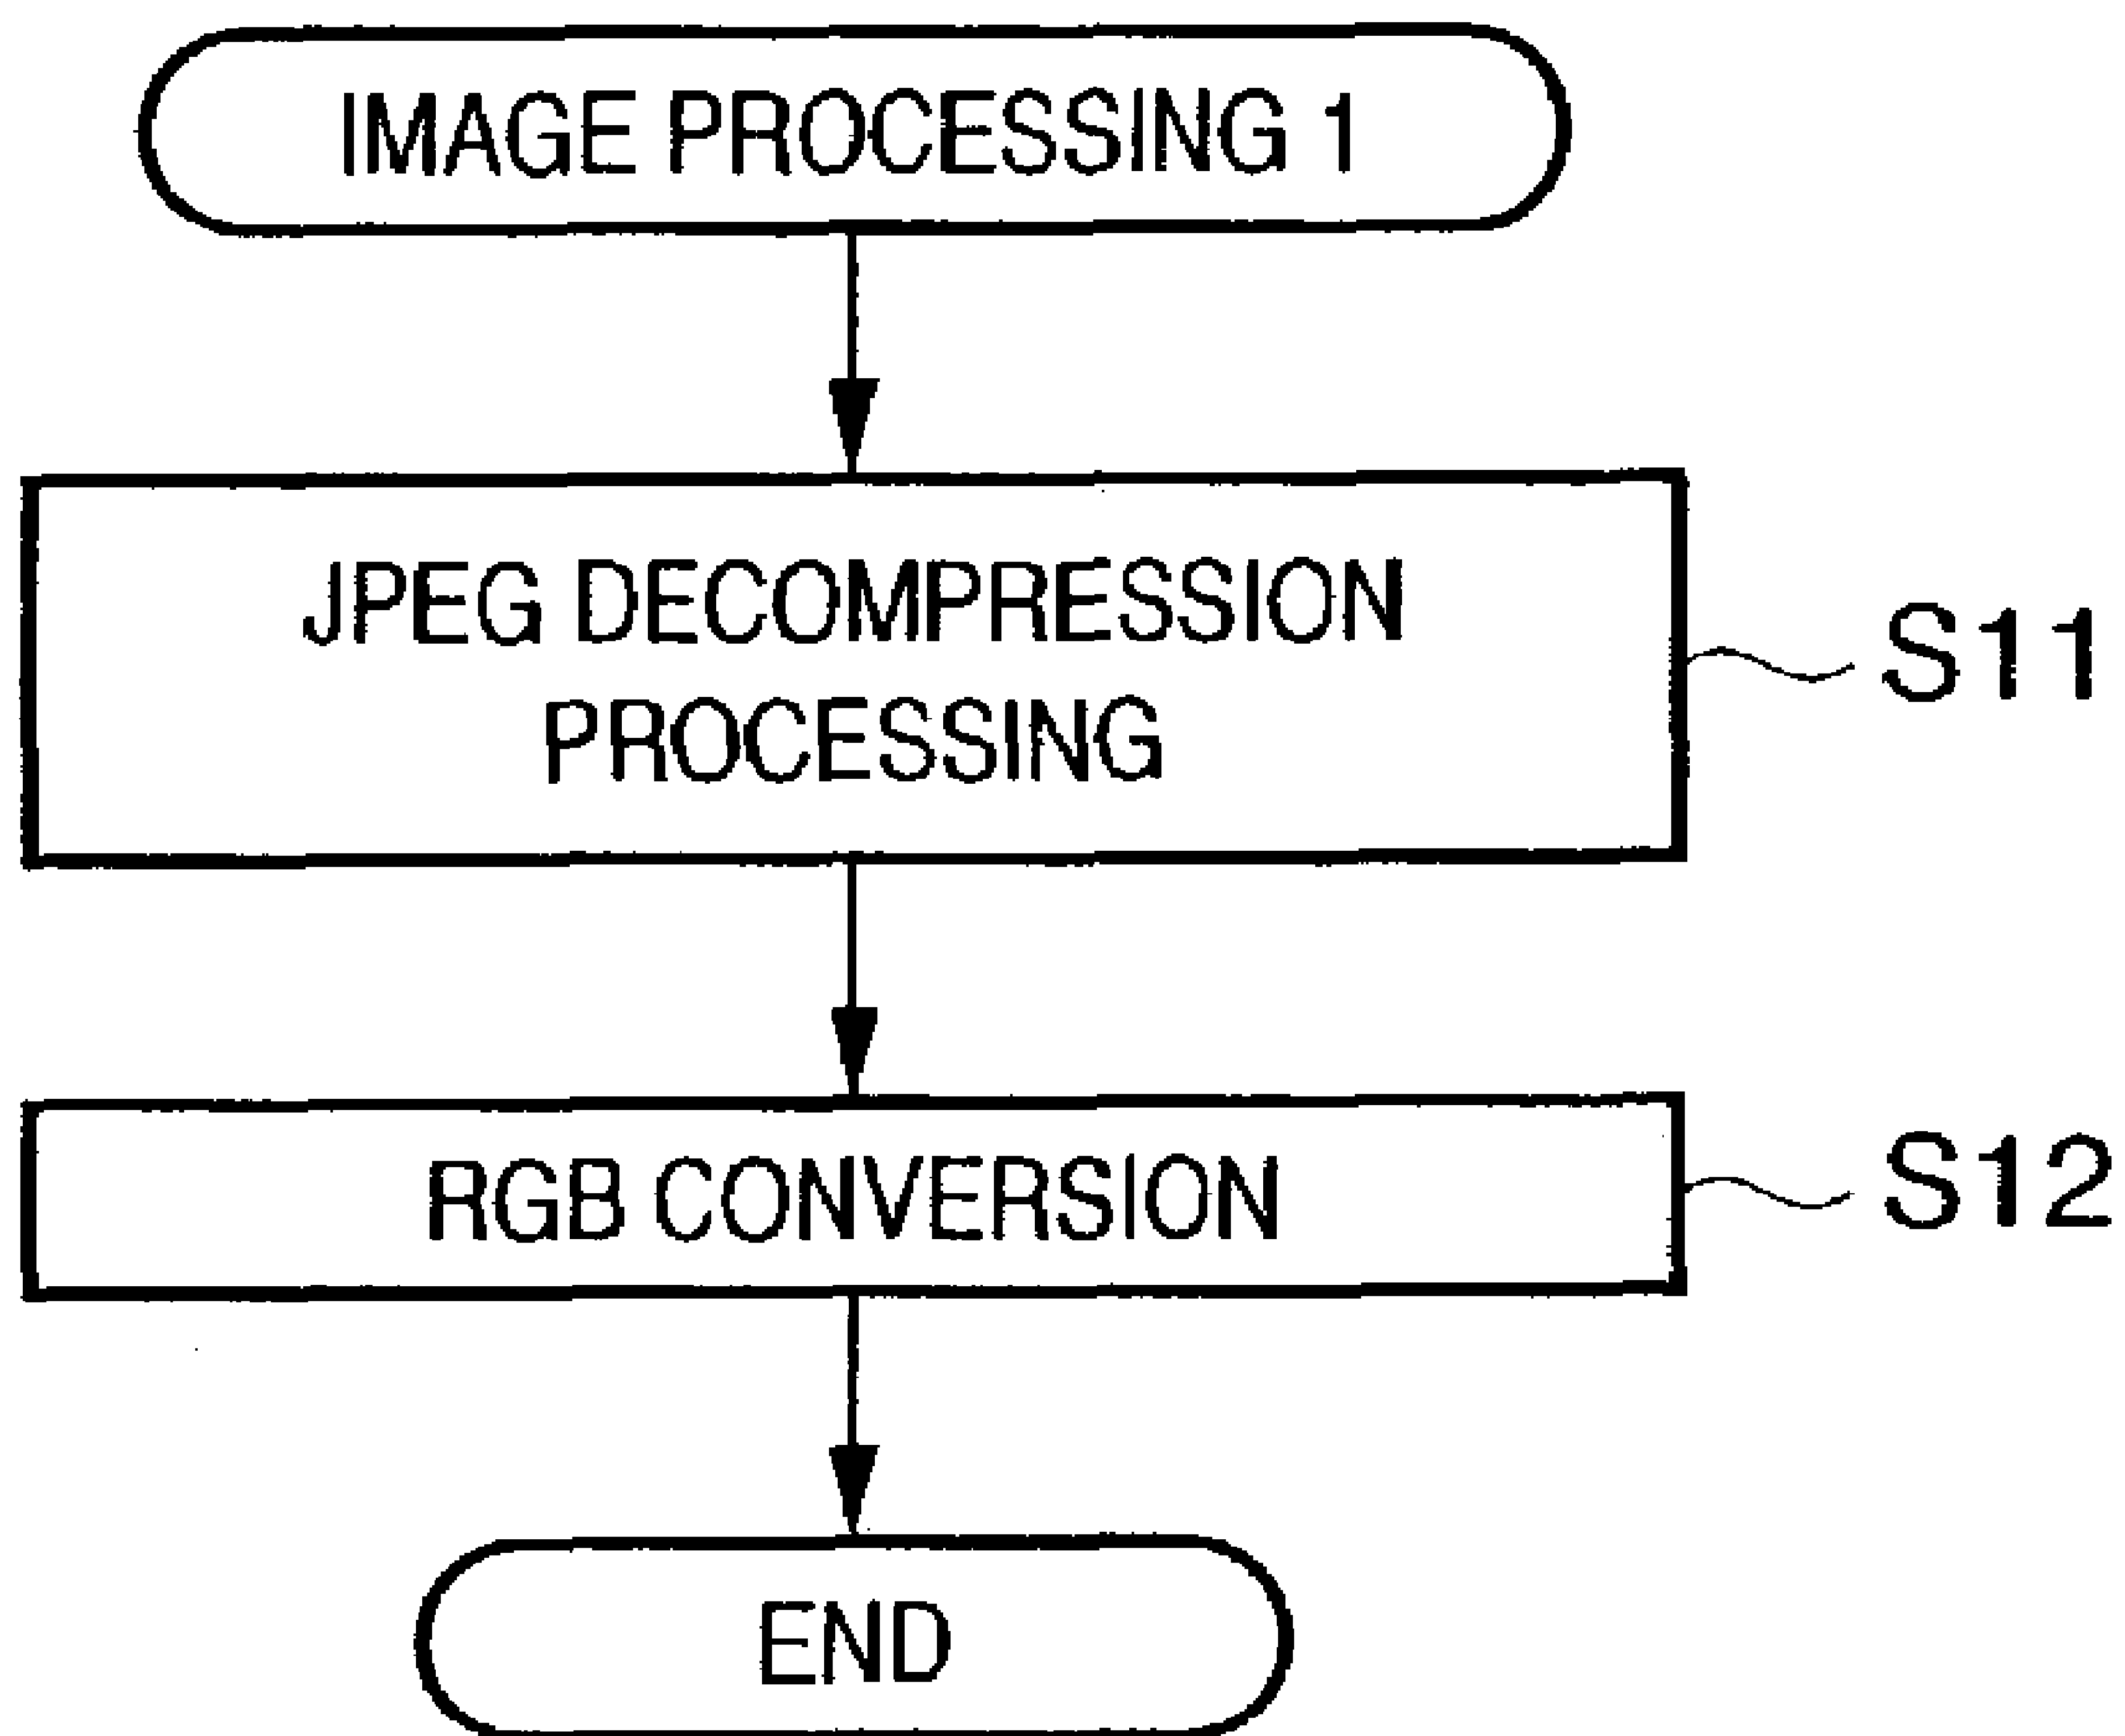 IMAGE PROCESSING 1
JPEG DECOMPRESSION
PROCESSING
S11
RGB CONVERSION
S12
END